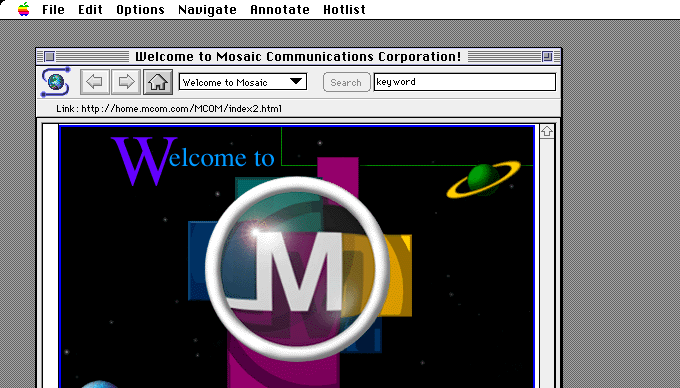 File Edit Options Navigate Annotate Hotlist
Welcome to Mosaic Communications Corporation!
Welcome to Mosaic Search keyword
Link: http://home.mcom.com/MCOM/index2.html
Welcome to
M